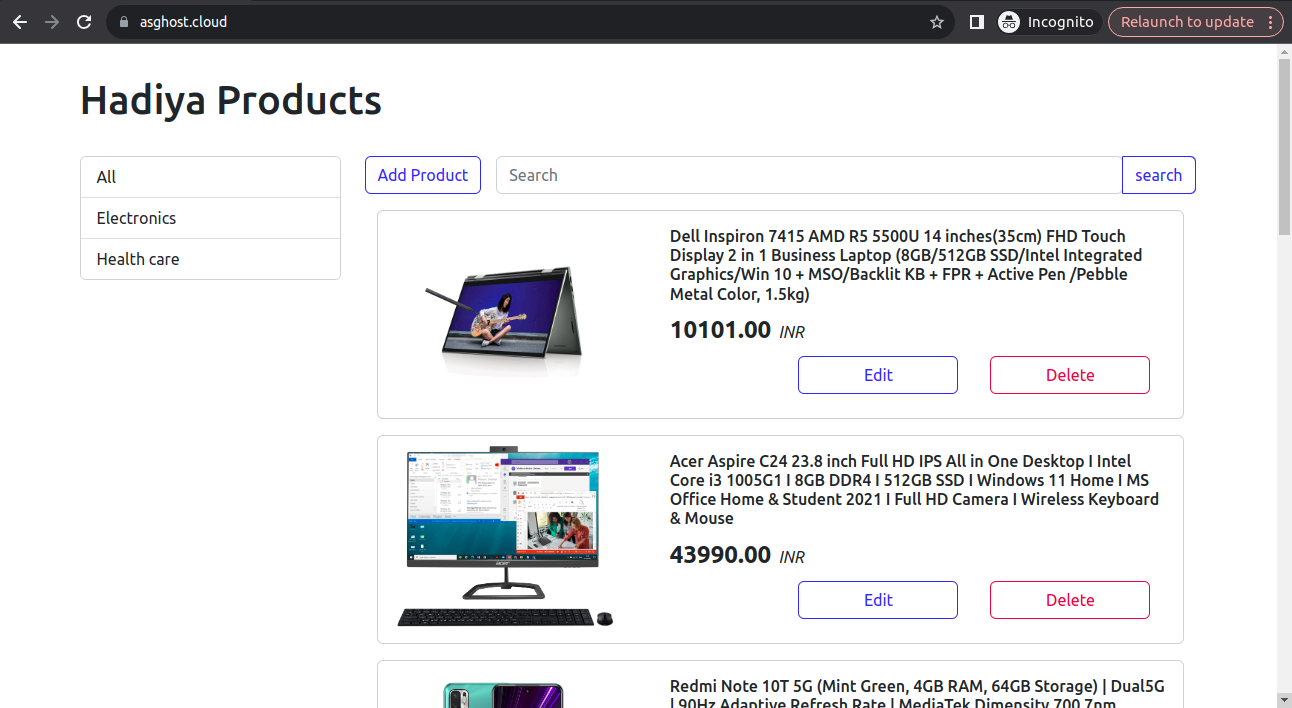 asghost.cloud
Incognito
Relaunch to update
Hadiya Products
All
Electronics
Health care
Add Product
Search
search
Dell Inspiron 7415 AMD R5 5500U 14 inches(35cm) FHD Touch
Display 2 in 1 Business Laptop (8GB/512GB SSD/Intel Integrated
Graphics/Win 10 + MSO/Backlit KB + FPR + Active Pen /Pebble
Metal Color, 1.5kg)
10101.00 INR
Edit
Delete
Acer Aspire C24 23.8 inch Full HD IPS All in One Desktop I Intel
Core i3 1005G1 I 8GB DDR4 I 512GB SSD I Windows 11 Home I MS
Office Home & Student 2021 I Full HD Camera I Wireless Keyboard
& Mouse
43990.00 INR
Edit
Delete
acer
Redmi Note 10T 5G (Mint Green, 4GB RAM, 64GB Storage) | Dual5G
| 90Hz Adaptive Refresh Rate | MediaTek Dimensity 700 7nm